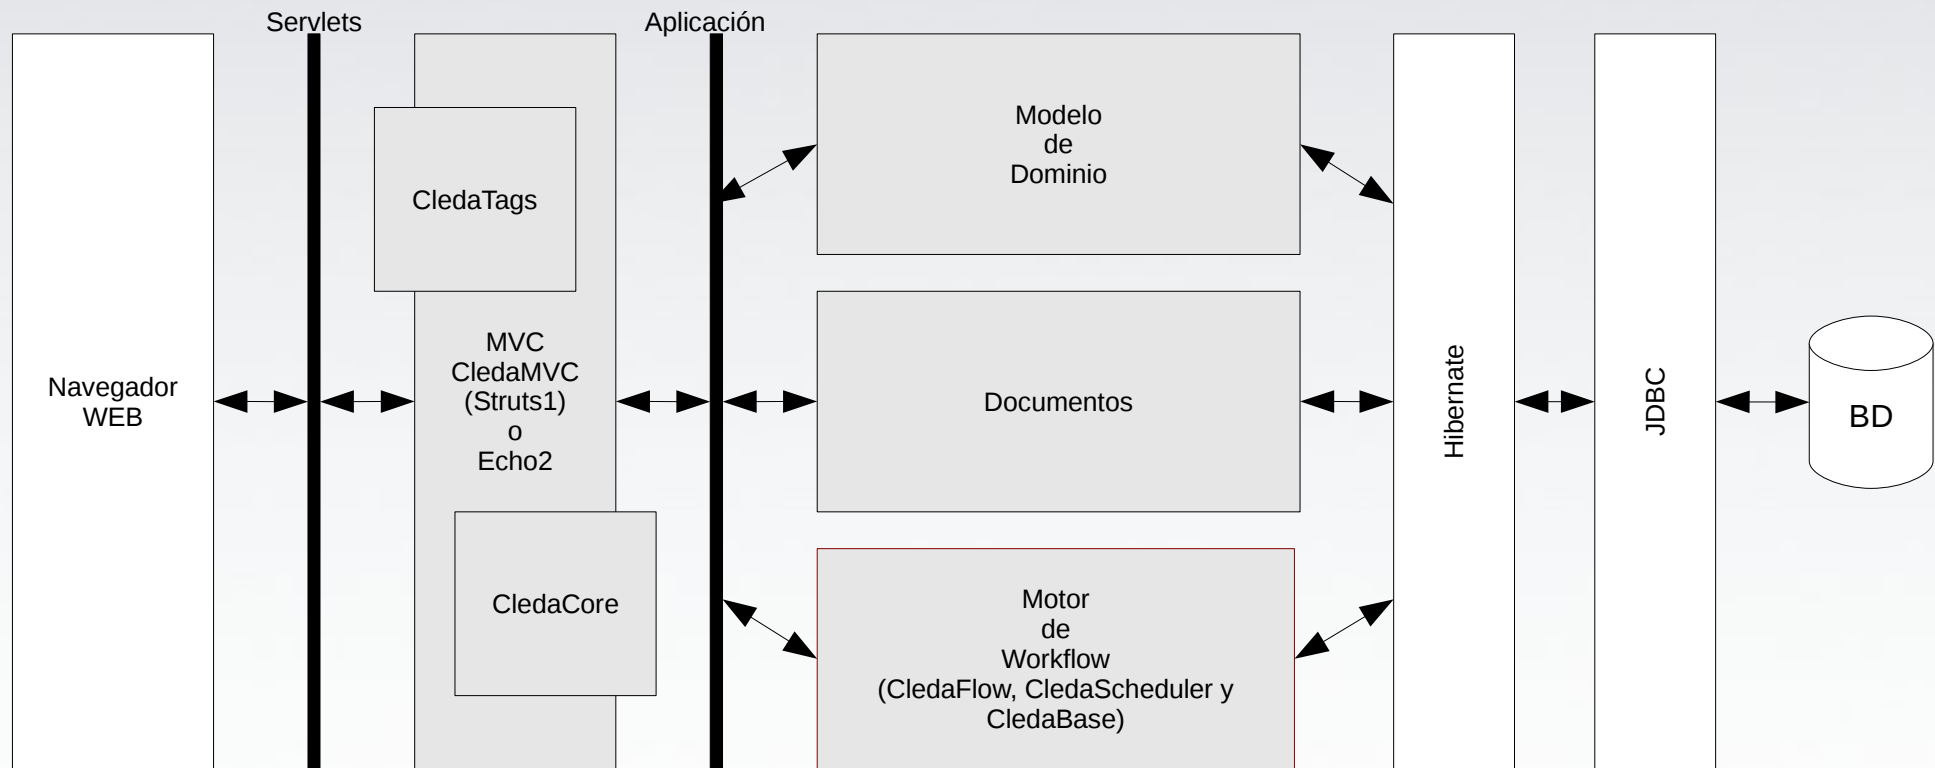 Servlets
Aplicación
Navegador
WEB
CledaTags
MVC
CledaMVC
(Struts1)
o
Echo2
CledaCore
Modelo
de
Dominio
Documentos
Motor
de
Workflow
(CledaFlow, CledaScheduler y
CledaBase)
Hibernate
JDBC
BD